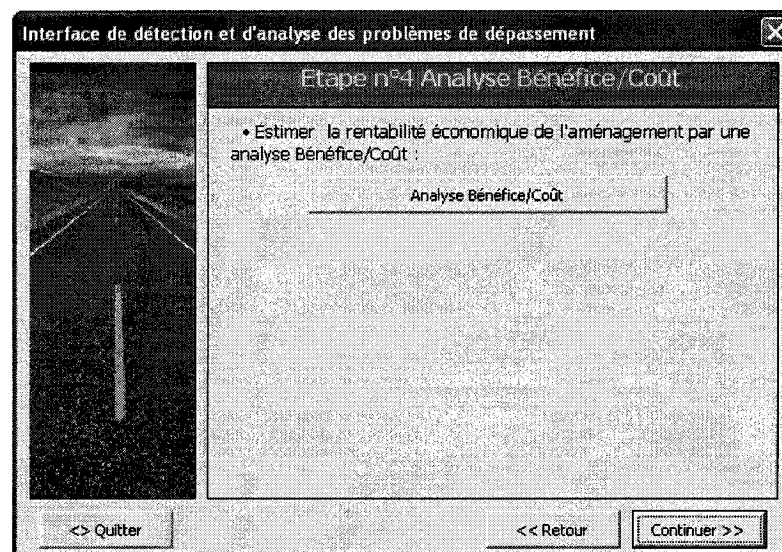 Interface de détection et d'analyse des problèmes de dépassement
Etape n°4 Analyse Bénéfice/Coût
• Estimer la rentabilité économique de l'aménagement par une
analyse Bénéfice/Coût :
Analyse Bénéfice/Coût
<> Quitter
<< Retour
Continuer >>